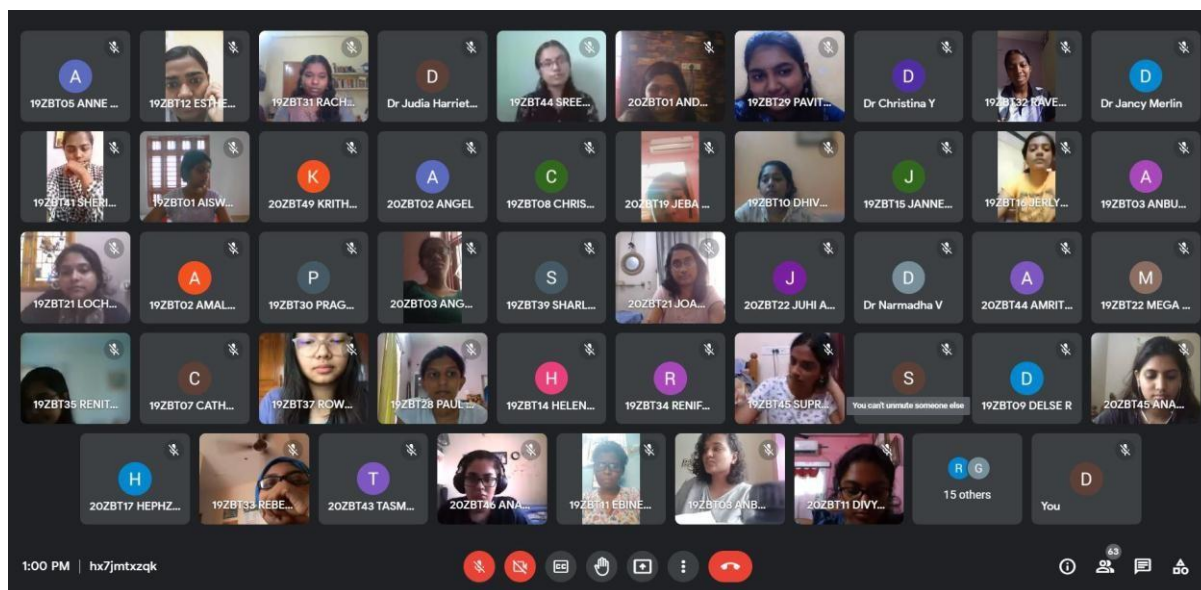 A
19ZBT05 ANNE ...
19ZBT12 ESTHE...
19ZBT31 RACH...
D
Dr Judia Harriet...
19ZBT44 SREE...
20ZBT01 AND...
19ZBT29 PAVIT...
D
Dr Christina Y
19ZBT32 RAVE...
D
Dr Jancy Merlin
19ZBT41 SHERI...
19ZBT01 AISW...
K
20ZBT49 KRITH...
A
20ZBT02 ANGEL
C
19ZBT08 CHRIS...
20ZBT19 JEBA ...
19ZBT10 DHIV...
J
19ZBT15 JANNE...
19ZBT16 JERLY...
A
19ZBT03 ANBU...
19ZBT21 LOCH...
A
19ZBT02 AMAL...
P
19ZBT30 PRAG...
20ZBT03 ANG...
S
19ZBT39 SHARL...
20ZBT21 JOA...
J
20ZBT22 JUHI A...
D
Dr Narmadha V
A
20ZBT44 AMRIT...
M
19ZBT22 MEGA ...
19ZBT35 RENIT...
C
19ZBT07 CATH...
19ZBT37 ROW...
19ZBT28 PAUL...
H
19ZBT14 HELEN...
R
19ZBT34 RENIF...
19ZBT45 SUPR...
S
You can't unmute someone else
D
19ZBT09 DELSE R
20ZBT45 ANA...
H
20ZBT17 HEPHZ...
19ZBT33 REBE...
T
20ZBT43 TASM...
20ZBT46 ANA...
19ZBT11 EBINE...
19ZBT03 ANB...
20ZBT11 DIVY...
R G
15 others
D
You
1:00 PM | hx7jmtxzqk
CC
63